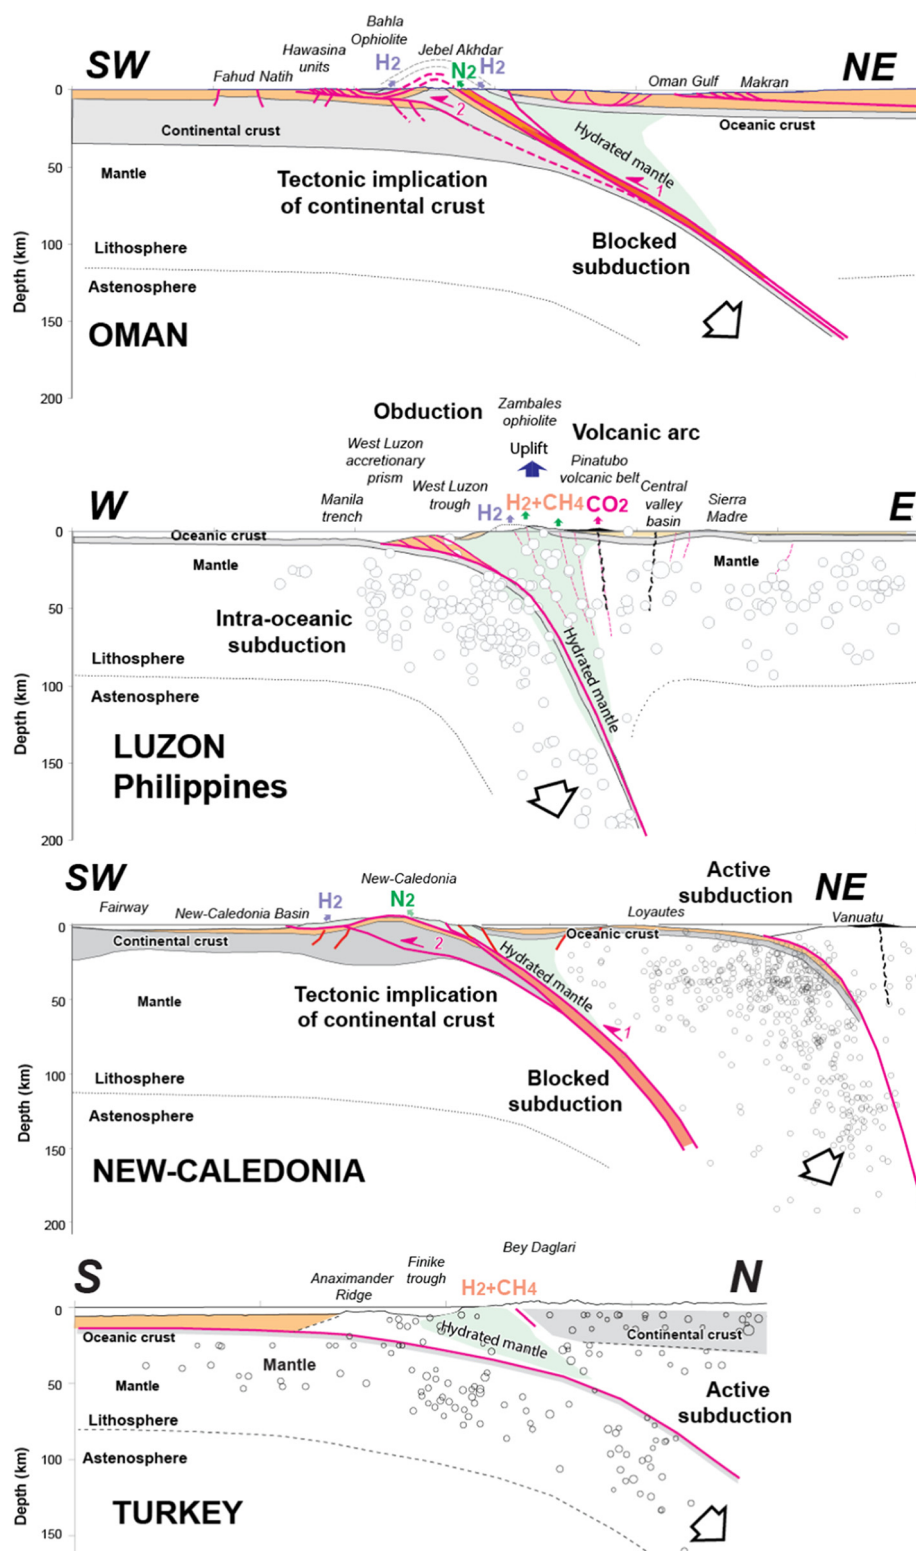 Bahla
Ophiolite
SW
Hawasina
units
H2
Jebel Akhdar
N2
H2
NE
Fahud Natih
Oman Gulf
Makran
0
2
Continental crust
Oceanic crust
Hydrated mantle
50
Mantle
Tectonic implication
of continental crust
1
Blocked
subduction
100
Lithosphere
Astenosphere
Depth (km)
150
OMAN
200
Obduction
Zambales
ophiolite
Uplift
Volcanic arc
West Luzon
accretionary
prism
Pinatubo
volcanic belt
W
Manila
trench
West Luzon
trough
H2
H2+CH4
CO2
Central
valley
basin
Sierra
Madre
E
0
Oceanic crust
Mantle
Mantle
50
Intra-oceanic
subduction
Hydrated mantle
Lithosphere
100
Astenosphere
Depth (km)
LUZON
Philippines
150
200
SW
Active
subduction
NE
New-Caledonia
H2
N2
Fairway
New-Caledonia Basin
Loyautes
Vanuatu
0
Continental crust
2
Oceanic crust
Hydrated mantle
50
Mantle
Tectonic implication
of continental crust
1
Blocked
subduction
100
Lithosphere
Astenosphere
Depth (km)
150
NEW-CALEDONIA
200
S
Bey Daglari
N
Finike
trough
Anaximander
Ridge
H2+CH4
0
Oceanic crust
Hydrated mantle
Continental crust
Mantle
50
Mantle
Active
subduction
Lithosphere
Astenosphere
100
Depth (km)
TURKEY
150